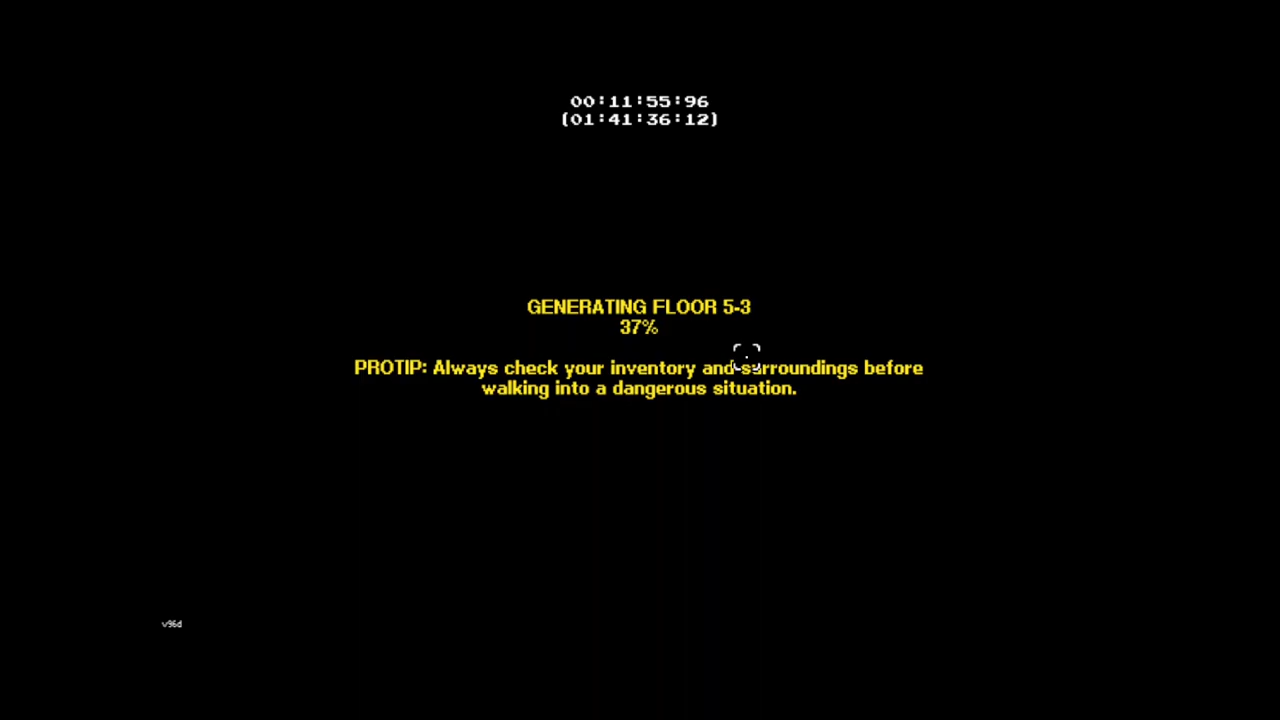 00:11:55:96
(01:41:36:12)
GENERATING FLOOR 5-3
37%
PROTIP: Always check your inventory and surroundings before
walking into a dangerous situation.
v96d